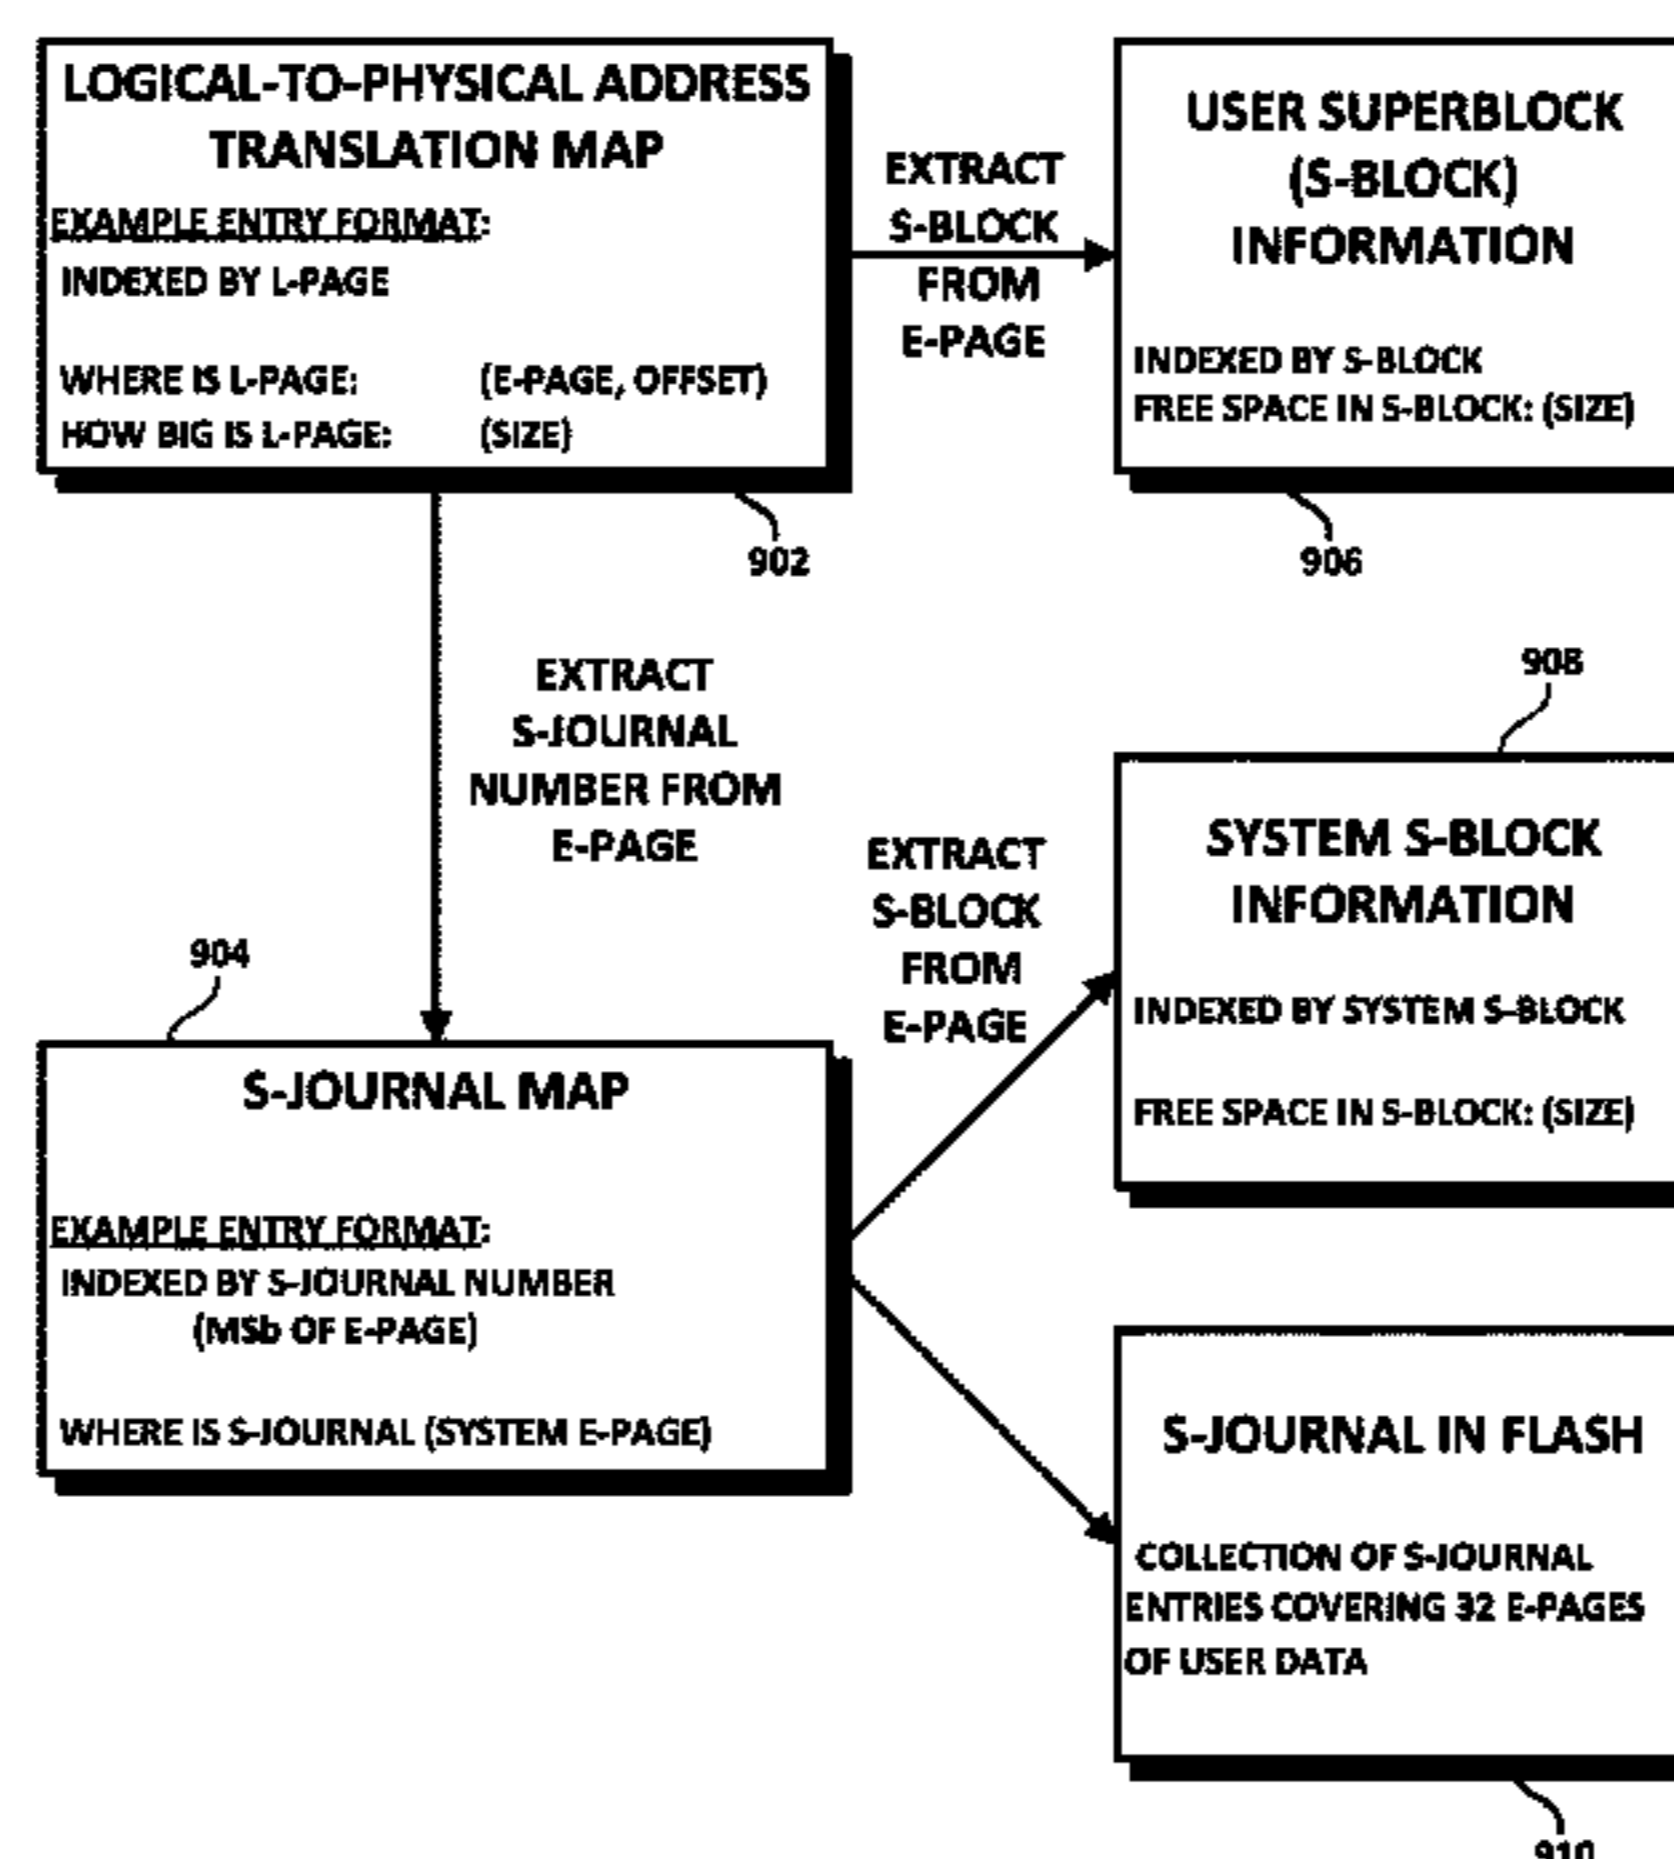 LOGICAL-TO-PHYSICAL ADDRESS
TRANSLATION MAP
EXAMPLE ENTRY FORMAT:
INDEXED BY L-PAGE
WHERE IS L-PAGE: (E-PAGE, OFFSET)
HOW BIG IS L-PAGE: (SIZE)
902
EXTRACT
S-BLOCK
FROM
E-PAGE
USER SUPERBLOCK
(S-BLOCK)
INFORMATION
INDEXED BY S-BLOCK
FREE SPACE IN S-BLOCK: (SIZE)
906
EXTRACT
S-JOURNAL
NUMBER FROM
E-PAGE
904
S-JOURNAL MAP
EXAMPLE ENTRY FORMAT:
INDEXED BY S-JOURNAL NUMBER
(MSb OF E-PAGE)
WHERE IS S-JOURNAL (SYSTEM E-PAGE)
EXTRACT
S-BLOCK
FROM
E-PAGE
908
SYSTEM S-BLOCK
INFORMATION
INDEXED BY SYSTEM S-BLOCK
FREE SPACE IN S-BLOCK: (SIZE)
S-JOURNAL IN FLASH
COLLECTION OF S-JOURNAL
ENTRIES COVERING 32 E-PAGES
OF USER DATA
910